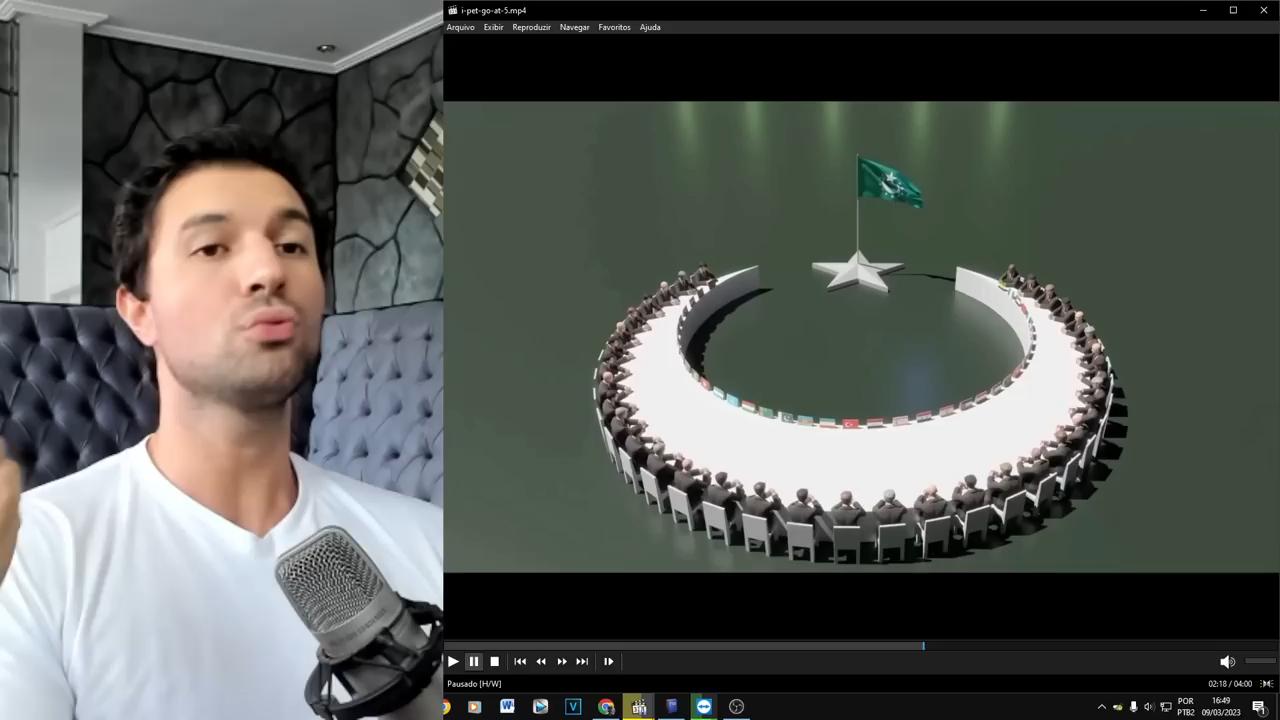 i-pet-go-at-5.mp4
Arquivo Exibir Reproduzir Navegar Favoritos Ajuda
Pausado [H/W]
02:18 / 04:00
POR
PTB2
16:49
09/03/2023